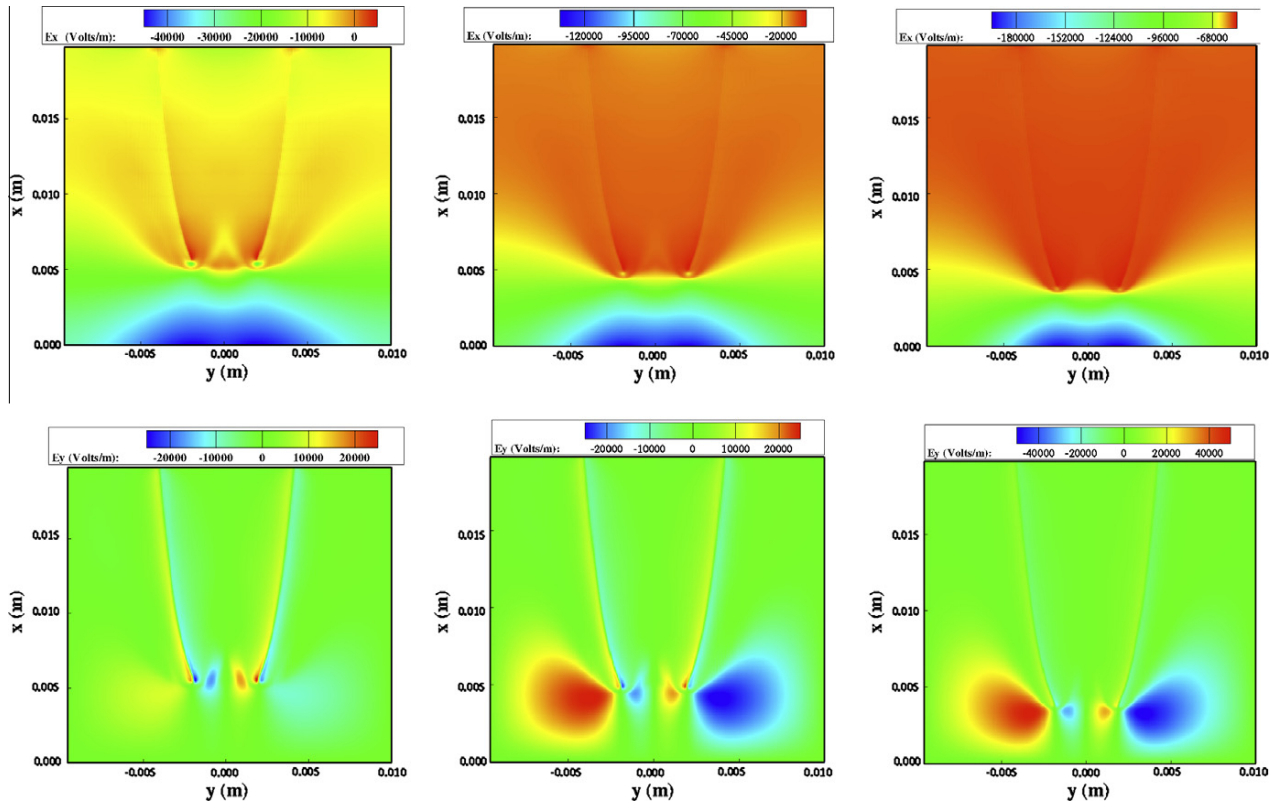 -40000 -30000 -20000 -10000 0
Ex (Volts/m):
0.015
0.010
0.005
0.000
x (m)
-0.005 0.000 0.005 0.010
y (m)
-120000 -95000 -70000 -45000 -20000
Ex (Volts/m):
0.015
0.010
0.005
0.000
x (m)
-0.005 0.000 0.005 0.010
y (m)
-180000 -152000 -124000 -96000 -68000
Ex (Volts/m):
0.015
0.010
0.005
0.000
x (m)
-0.005 0.000 0.005 0.010
y (m)
-20000 -10000 0 10000 20000
Ey (Volts/m):
0.015
0.010
0.005
0.000
x (m)
-0.005 0.000 0.005 0.010
y (m)
-20000 -10000 0 10000 20000
Ey (Volts/m):
0.015
0.010
0.005
0.000
x (m)
-0.005 0.000 0.005 0.010
y (m)
-40000 -20000 0 20000 40000
Ey (Volts/m):
0.015
0.010
0.005
0.000
x (m)
-0.005 0.000 0.005 0.010
y (m)